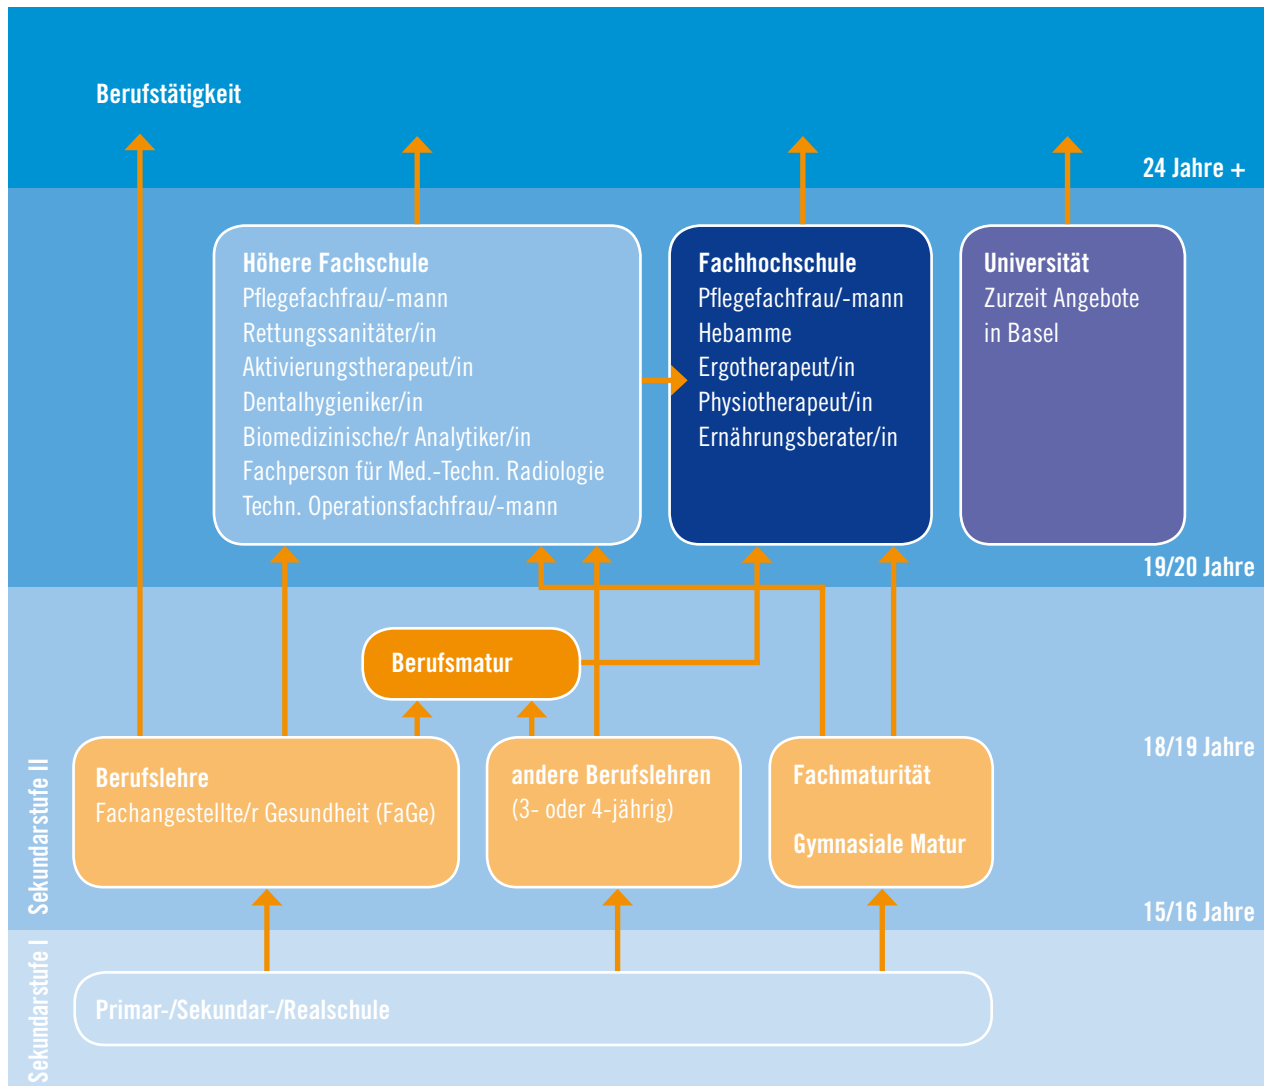 Berufstätigkeit
24 Jahre +
Höhere Fachschule
Pflegefachfrau/-mann
Rettungssanitäter/in
Aktivierungstherapeut/in
Dentalhygieniker/in
Biomedizinische/r Analytiker/in
Fachperson für Med.-Techn. Radiologie
Techn. Operationsfachfrau/-mann
Fachhochschule
Pflegefachfrau/-mann
Hebamme
Ergotherapeut/in
Physiotherapeut/in
Ernährungsberater/in
Universität
Zurzeit Angebote
in Basel
19/20 Jahre
Berufsmatur
18/19 Jahre
Sekundarstufe II
Berufslehre
Fachangestellte/r Gesundheit (FaGe)
andere Berufslehren
(3- oder 4-jährig)
Fachmaturität
Gymnasiale Matur
15/16 Jahre
Sekundarstufe I
Primar-/Sekundar-/Realschule